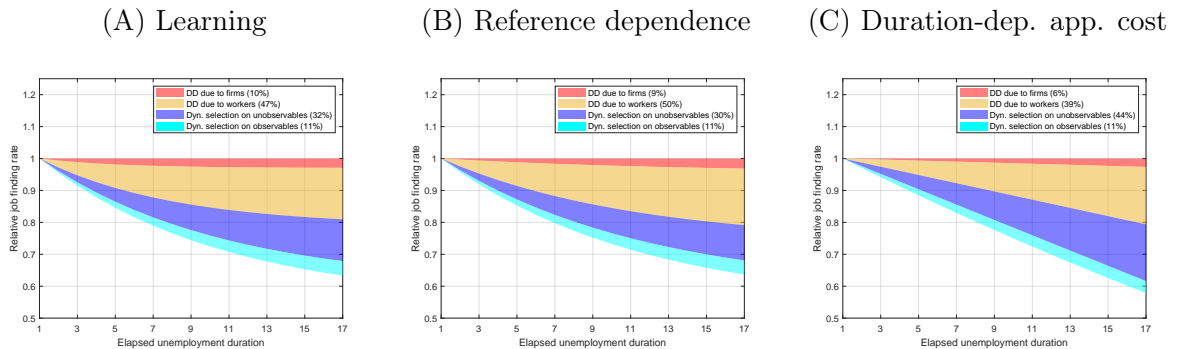 (A) Learning
1.2
1.1
1
0.9
0.8
0.7
0.6
0.5
Relative job finding rate
DD due to firms (10%)
DD due to workers (47%)
Dyn. selection on unobservables (32%)
Dyn. selection on observables (11%)
1 3 5 7 9 11 13 15 17
Elapsed unemployment duration
(B) Reference dependence
1.2
1.1
1
0.9
0.8
0.7
0.6
0.5
Relative job finding rate
DD due to firms (9%)
DD due to workers (50%)
Dyn. selection on unobservables (30%)
Dyn. selection on observables (11%)
1 3 5 7 9 11 13 15 17
Elapsed unemployment duration
(C) Duration-dep. app. cost
1.2
1.1
1
0.9
0.8
0.7
0.6
0.5
Relative job finding rate
DD due to firms (6%)
DD due to workers (39%)
Dyn. selection on unobservables (44%)
Dyn. selection on observables (11%)
1 3 5 7 9 11 13 15 17
Elapsed unemployment duration